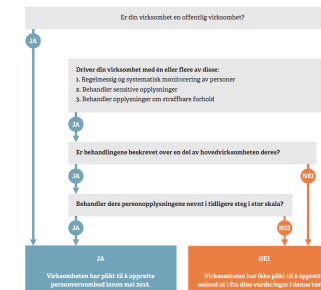 Er din virksomhet en offentlig virksomhet?
JA
Driver din virksomhet med én eller flere av disse:
1. Regelmessig og systematisk monitorering av personer
2. Behandler sensitive opplysninger
3. Behandler opplysninger om straffbare forhold
JA
Er behandlingene beskrevet over en del av hovedvirksomheten deres?
JA
NEI
Behandler dere personopplysningene nevnt i tidligere steg i stor skala?
JA
NEI
JA
Virksomheten har plikt til å opprette
personvernombud innen mai 2018.
NEI
Virksomheten har ikke plikt til å opprett
ombud ut i fra dine vurderinger i denne tes